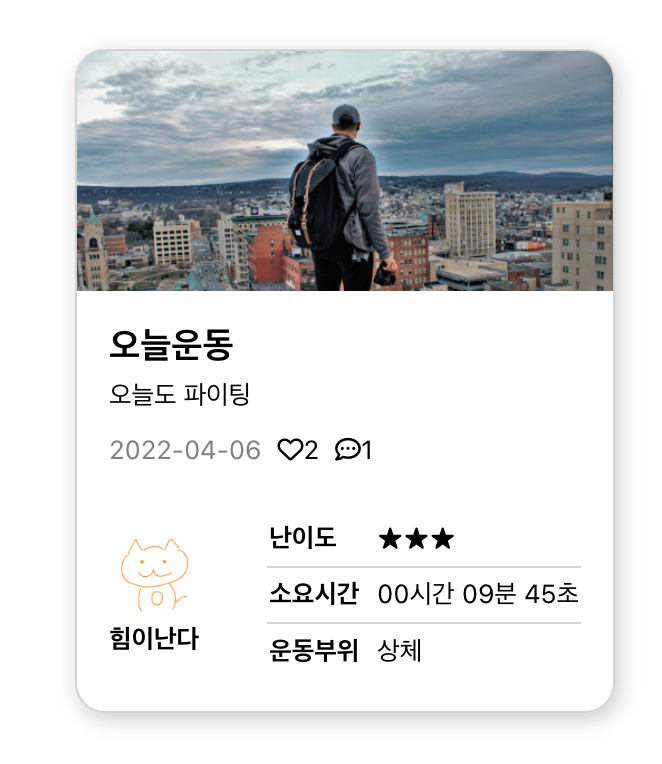 오늘운동
오늘도 파이팅
2022-04-06 2 1
난이도 ★★★
소요시간 00시간 09분 45초
힘이난다
운동부위 상체